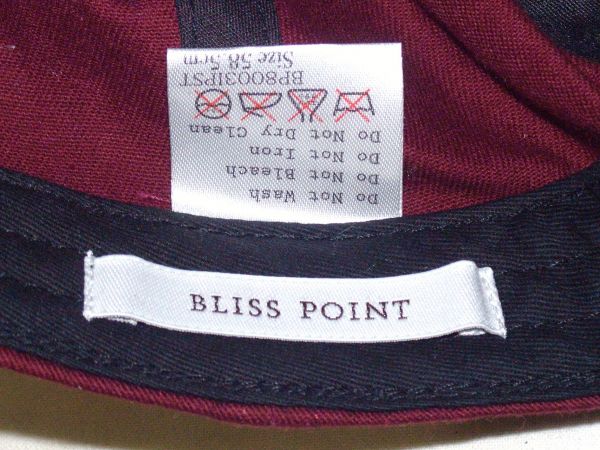 BP8003IPST
Size 58.5cm
Do Not Wash
Do Not Bleach
Do Not Iron
Do Not Dry Clean
BLISS POINT